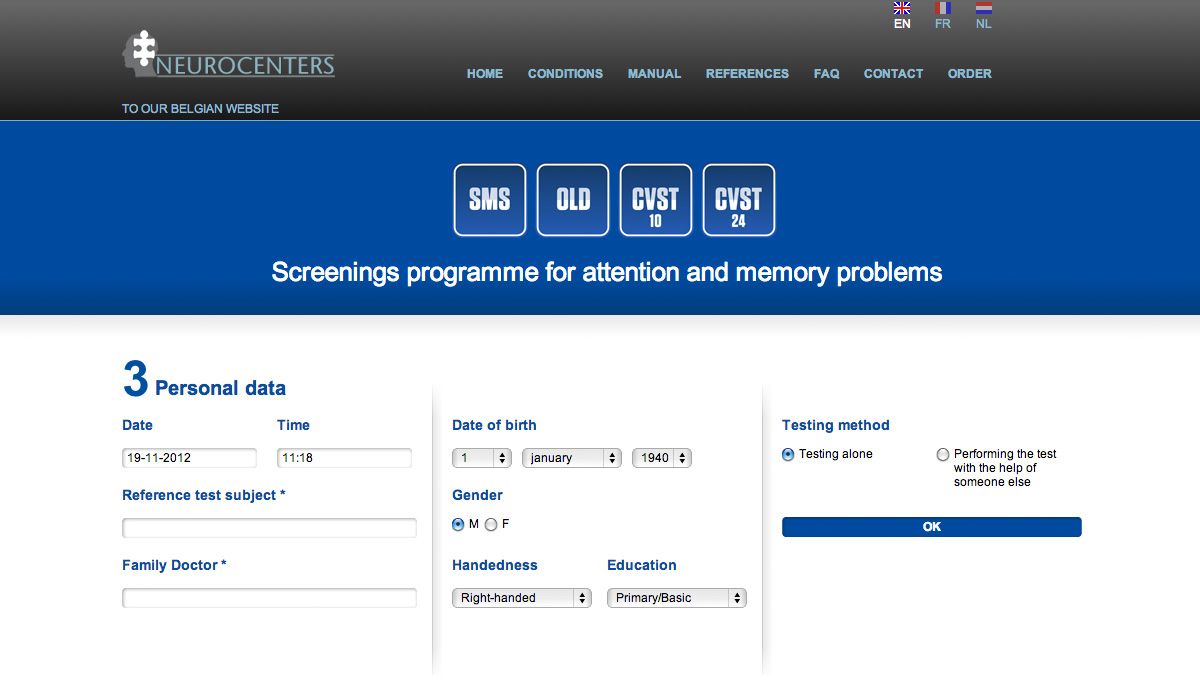 EN FR NL
NEUROCENTERS
HOME CONDITIONS MANUAL REFERENCES FAQ CONTACT ORDER
TO OUR BELGIAN WEBSITE
SMS OLD CVST 10 CVST 24
Screenings programme for attention and memory problems
3 Personal data
Date Time
19-11-2012 11:18
Reference test subject *
Family Doctor *
Date of birth
1 january 1940
Gender
M F
Handedness Education
Right-handed Primary/Basic
Testing method
Testing alone
Performing the test
with the help of
someone else
OK